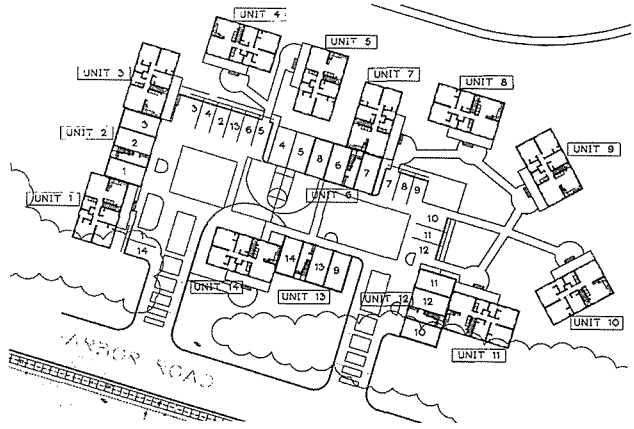 UNIT 4
UNIT 5
UNIT 3
UNIT 7
UNIT 8
3 4 2 13 6 5
UNIT 2
3
2
1
4 5 8 6 7
UNIT 9
UNIT 6
7 8 9
UNIT 1
10
11
12
14
14 13 9
UNIT 14
UNIT 13
UNIT 12
11
12
10
UNIT 10
UNIT 11
ROAD